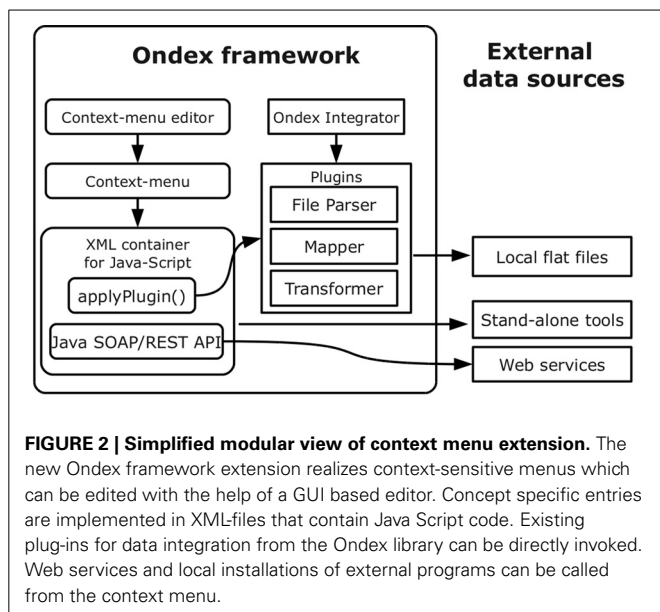 Ondex framework
External
data sources
Context-menu editor
Ondex Integrator
Context-menu
Plugins
File Parser
XML container
for Java-Script
Mapper
Local flat files
applyPlugin()
Transformer
Stand-alone tools
Java SOAP/REST API
Web services
FIGURE 2 | Simplified modular view of context menu extension. The
new Ondex framework extension realizes context-sensitive menus which
can be edited with the help of a GUI based editor. Concept specific entries
are implemented in XML-files that contain Java Script code. Existing
plug-ins for data integration from the Ondex library can be directly invoked.
Web services and local installations of external programs can be called
from the context menu.